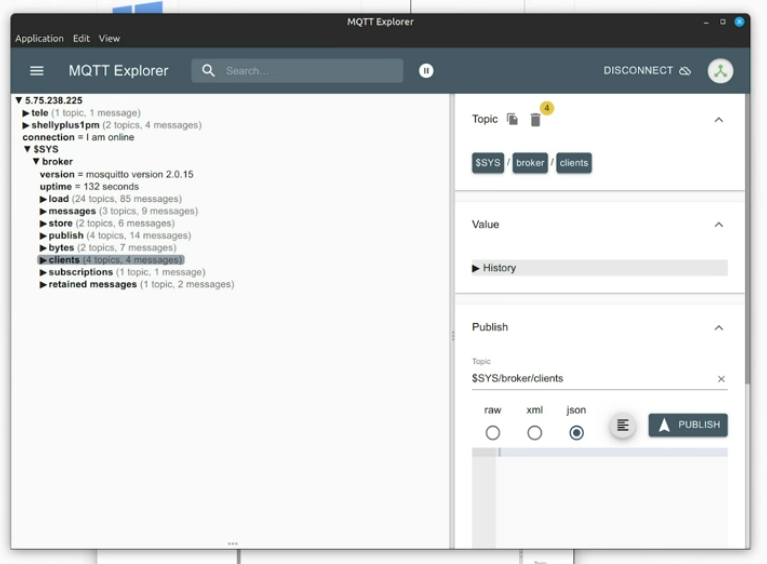 MQTT Explorer
Application Edit View
MQTT Explorer
Search...
DISCONNECT
▼ 5.75.238.225
▶ tele (1 topic, 1 message)
▶ shellyplus1pm (2 topics, 4 messages)
connection = I am online
▼ $SYS
▼ broker
version = mosquitto version 2.0.15
uptime = 132 seconds
▶ load (24 topics, 85 messages)
▶ messages (3 topics, 9 messages)
▶ store (2 topics, 6 messages)
▶ publish (4 topics, 14 messages)
▶ bytes (2 topics, 7 messages)
▶ clients (4 topics, 4 messages)
▶ subscriptions (1 topic, 1 message)
▶ retained messages (1 topic, 2 messages)
Topic 4
$SYS / broker / clients
Value
▶ History
Publish
Topic
$SYS/broker/clients
raw xml json
PUBLISH